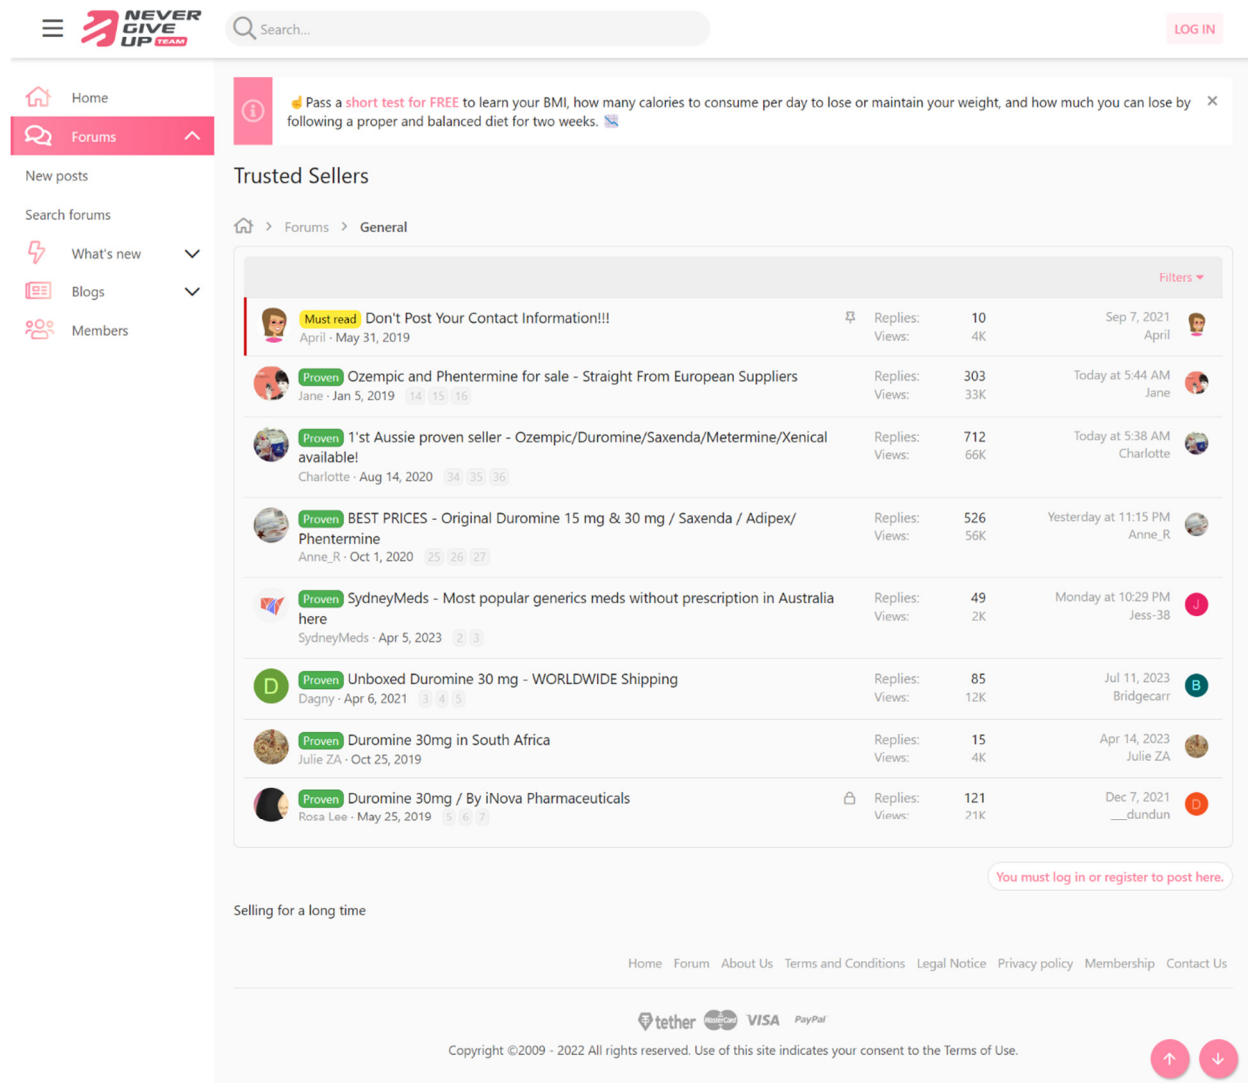 NEVER
GIVE
UP TEAM
Search...
LOG IN
Home
Forums
New posts
Search forums
What's new
Blogs
Members
Pass a short test for FREE to learn your BMI, how many calories to consume per day to lose or maintain your weight, and how much you can lose by
following a proper and balanced diet for two weeks.
Trusted Sellers
Forums > General
Filters
Must read Don't Post Your Contact Information!!!
April · May 31, 2019
Replies: 10
Views: 4K
Sep 7, 2021
April
Proven Ozempic and Phentermine for sale - Straight From European Suppliers
Jane · Jan 5, 2019 14 15 16
Replies: 303
Views: 33K
Today at 5:44 AM
Jane
Proven 1'st Aussie proven seller - Ozempic/Duromine/Saxenda/Metermine/Xenical
available!
Charlotte · Aug 14, 2020 34 35 36
Replies: 712
Views: 66K
Today at 5:38 AM
Charlotte
Proven BEST PRICES - Original Duromine 15 mg & 30 mg / Saxenda / Adipex/
Phentermine
Anne_R · Oct 1, 2020 25 26 27
Replies: 526
Views: 56K
Yesterday at 11:15 PM
Anne_R
Proven SydneyMeds - Most popular generics meds without prescription in Australia
here
SydneyMeds · Apr 5, 2023 2 3
Replies: 49
Views: 2K
Monday at 10:29 PM
Jess-38
J
D
Proven Unboxed Duromine 30 mg - WORLDWIDE Shipping
Dagny · Apr 6, 2021 3 4 5
Replies: 85
Views: 12K
Jul 11, 2023
Bridgecarr
B
Proven Duromine 30mg in South Africa
Julie ZA · Oct 25, 2019
Replies: 15
Views: 4K
Apr 14, 2023
Julie ZA
Proven Duromine 30mg / By iNova Pharmaceuticals
Rosa Lee · May 25, 2019 5 6 7
Replies: 121
Views: 21K
Dec 7, 2021
___dundun
D
You must log in or register to post here.
Selling for a long time
Home Forum About Us Terms and Conditions Legal Notice Privacy policy Membership Contact Us
tether MasterCard VISA PayPal
Copyright ©2009 - 2022 All rights reserved. Use of this site indicates your consent to the Terms of Use.